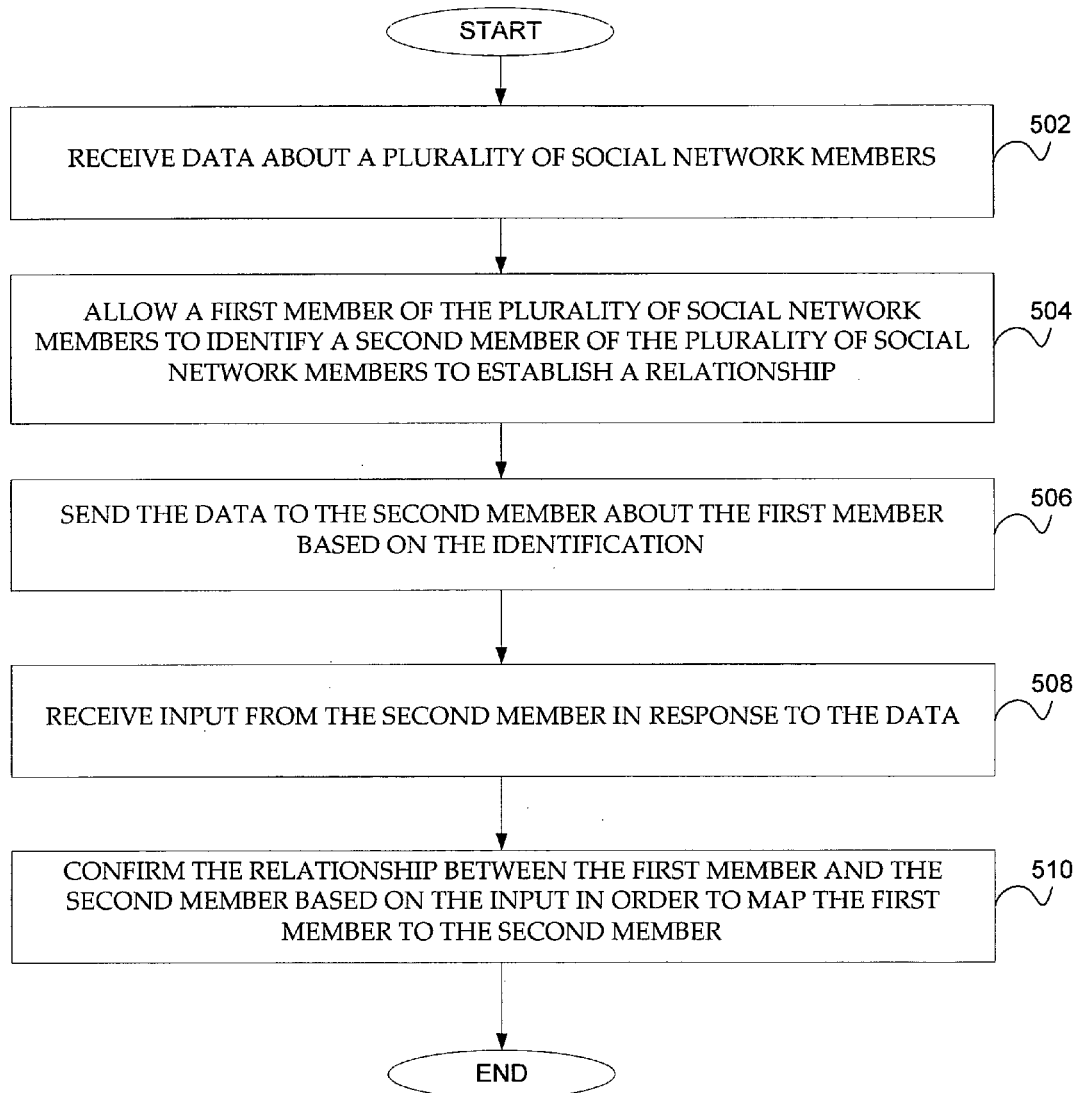 START
RECEIVE DATA ABOUT A PLURALITY OF SOCIAL NETWORK MEMBERS
502
ALLOW A FIRST MEMBER OF THE PLURALITY OF SOCIAL NETWORK
MEMBERS TO IDENTIFY A SECOND MEMBER OF THE PLURALITY OF SOCIAL
NETWORK MEMBERS TO ESTABLISH A RELATIONSHIP
504
SEND THE DATA TO THE SECOND MEMBER ABOUT THE FIRST MEMBER
BASED ON THE IDENTIFICATION
506
RECEIVE INPUT FROM THE SECOND MEMBER IN RESPONSE TO THE DATA
508
CONFIRM THE RELATIONSHIP BETWEEN THE FIRST MEMBER AND THE
SECOND MEMBER BASED ON THE INPUT IN ORDER TO MAP THE FIRST
MEMBER TO THE SECOND MEMBER
510
END